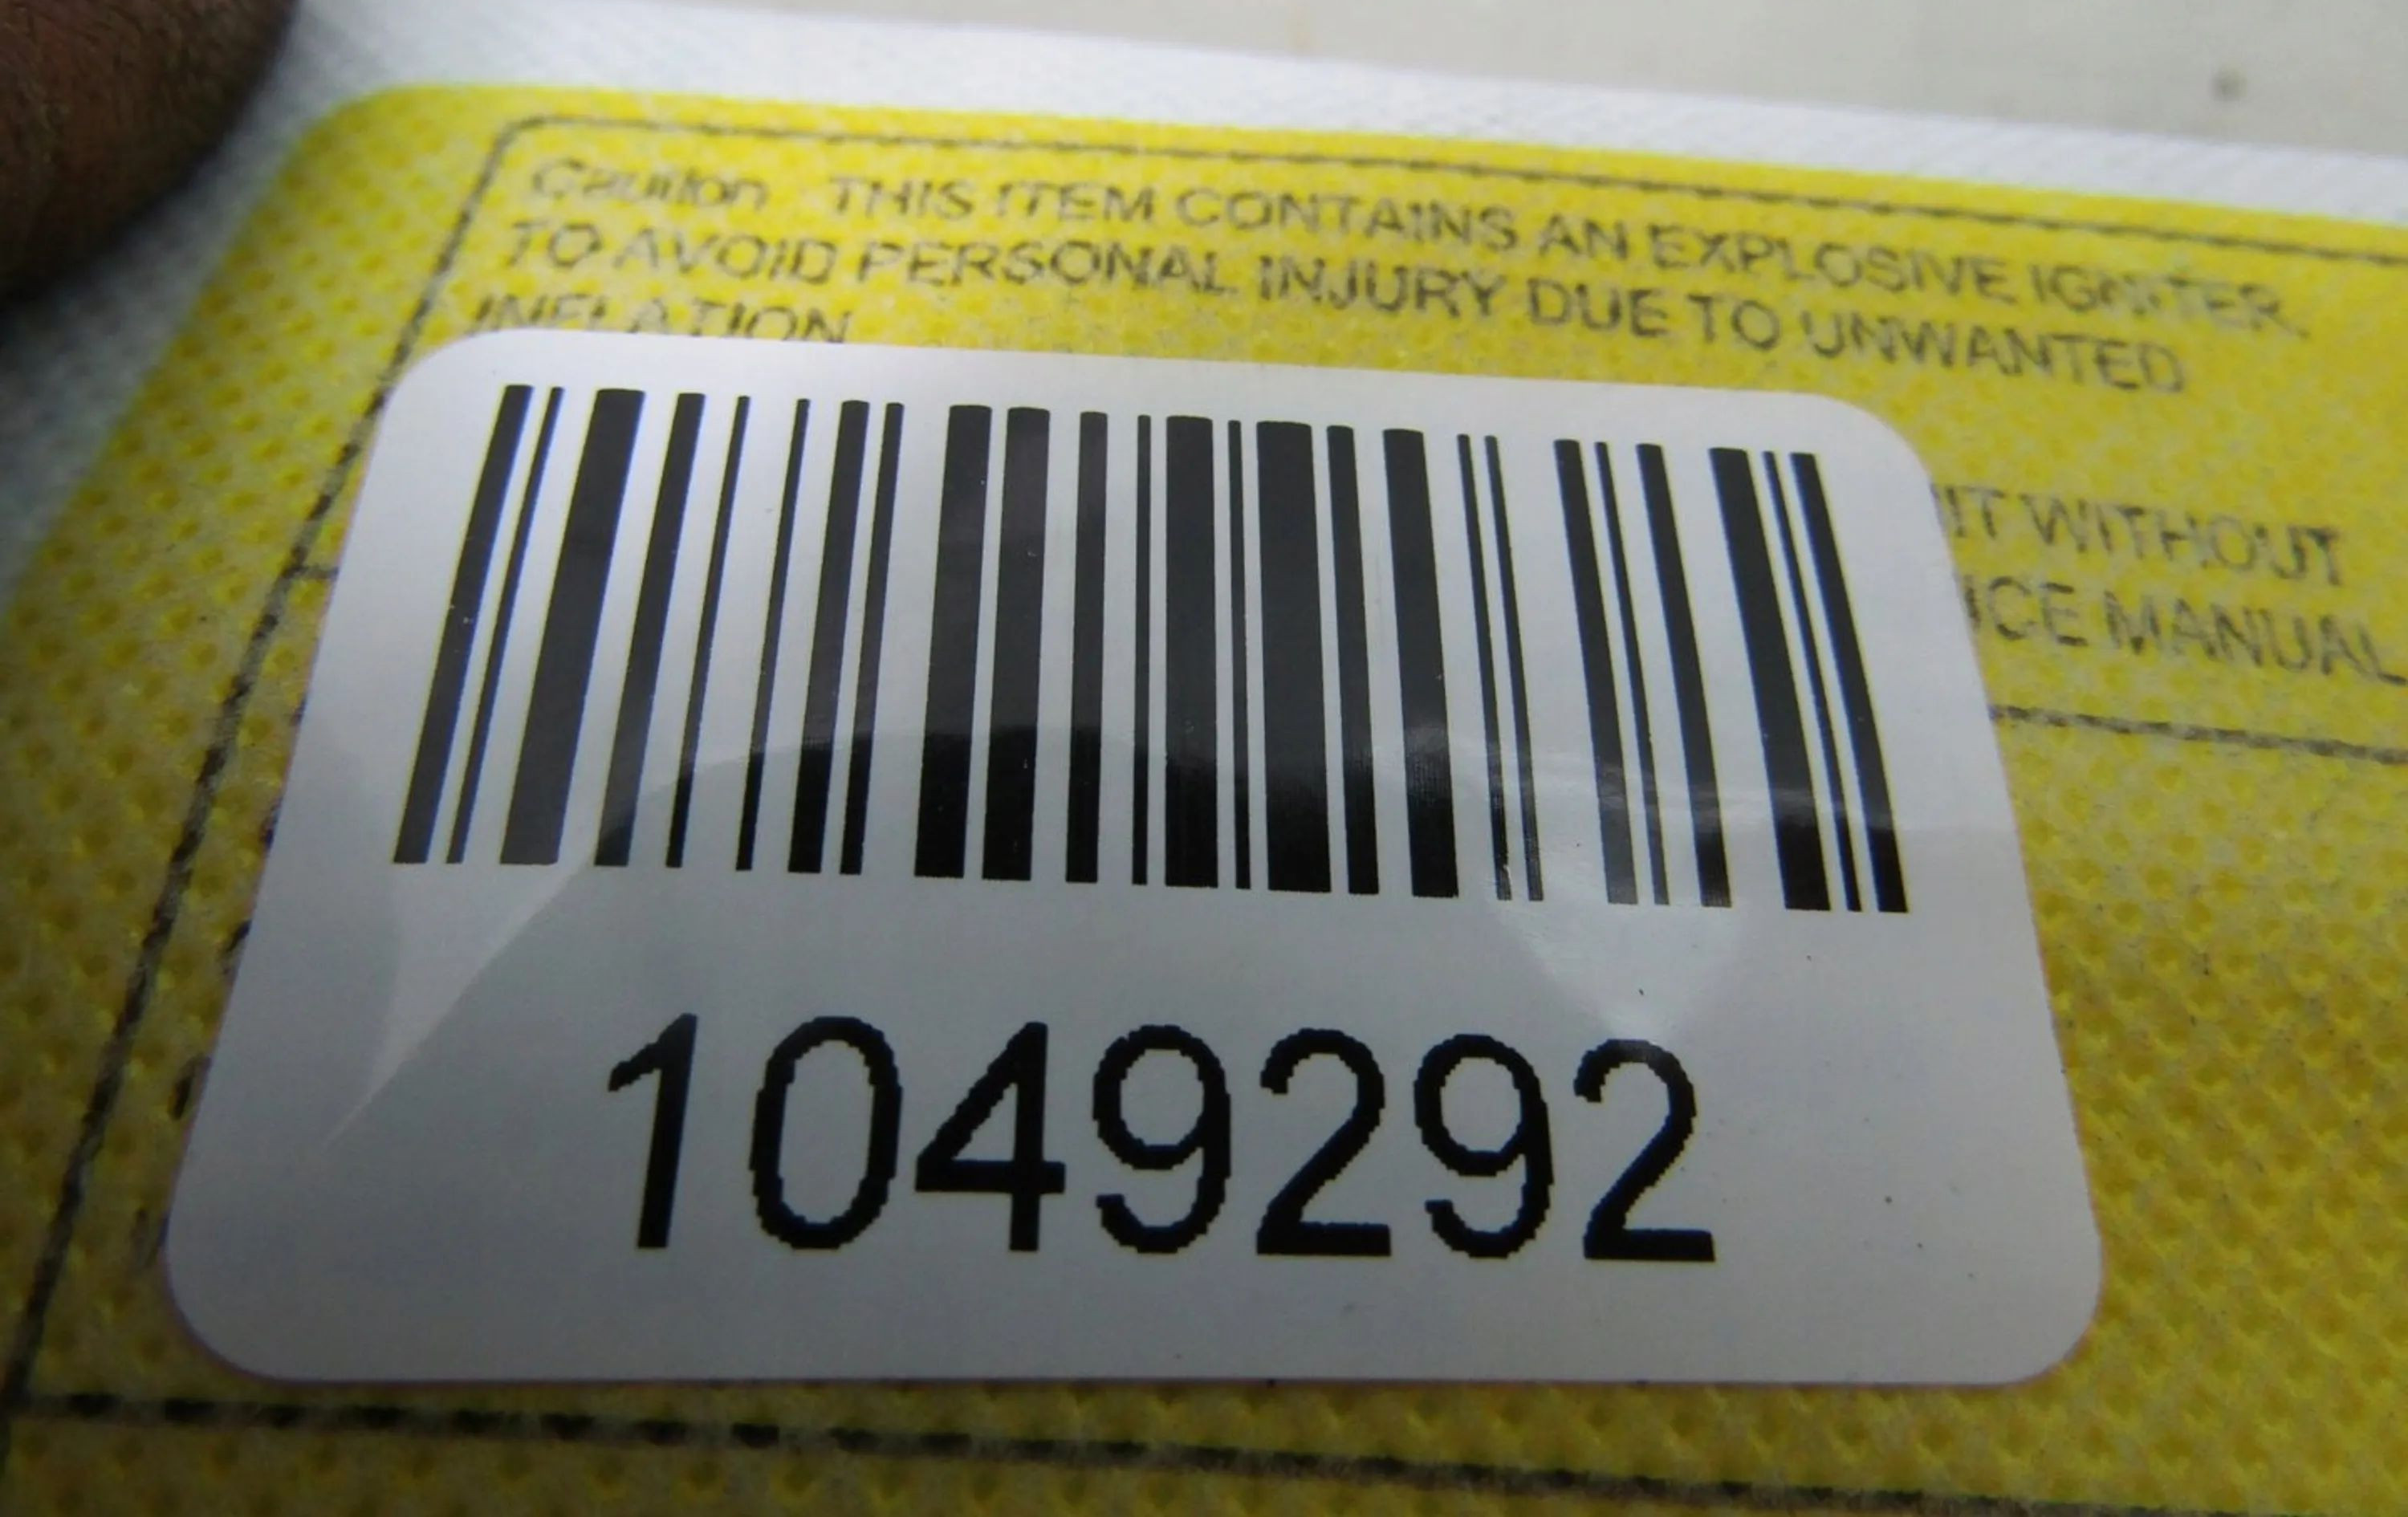 Caution THIS ITEM CONTAINS AN EXPLOSIVE IGNITER.
TO AVOID PERSONAL INJURY DUE TO UNWANTED
INFLATION
IT WITHOUT
ICE MANUAL
1049292